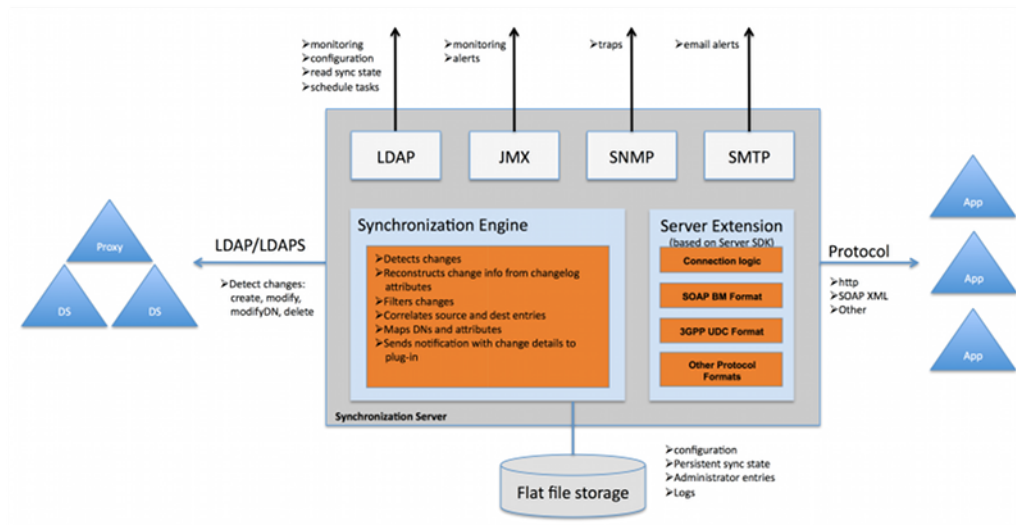 ➢monitoring
➢configuration
➢read sync state
➢schedule tasks
➢monitoring
➢alerts
➢traps
➢email alerts
LDAP
JMX
SNMP
SMTP
Proxy
DS
DS
LDAP/LDAPS
➢Detect changes:
create, modify,
modifyDN, delete
Synchronization Engine
➢Detects changes
➢Reconstructs change info from changelog
attributes
➢Filters changes
➢Correlates source and dest entries
➢Maps DNs and attributes
➢Sends notification with change details to
plug-in
Server Extension
(based on Server SDK)
Connection logic
SOAP BM Format
3GPP UDC Format
Other Protocol
Formats
Protocol
➢http
➢SOAP XML
➢Other
App
App
App
Synchronization Server
Flat file storage
➢configuration
➢Persistent sync state
➢Administrator entries
➢Logs